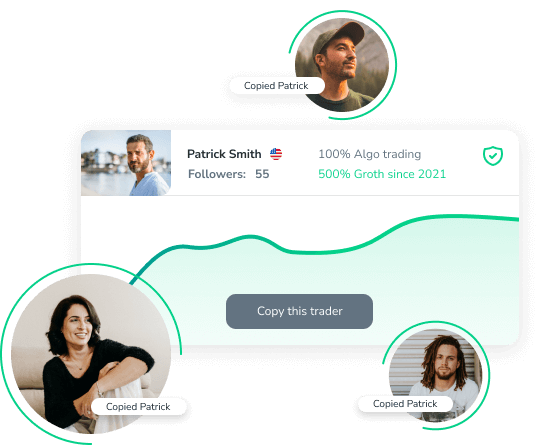 Copied Patrick
Patrick Smith
100% Algo trading
Followers: 55
500% Groth since 2021
Copy this trader
Copied Patrick
Copied Patrick